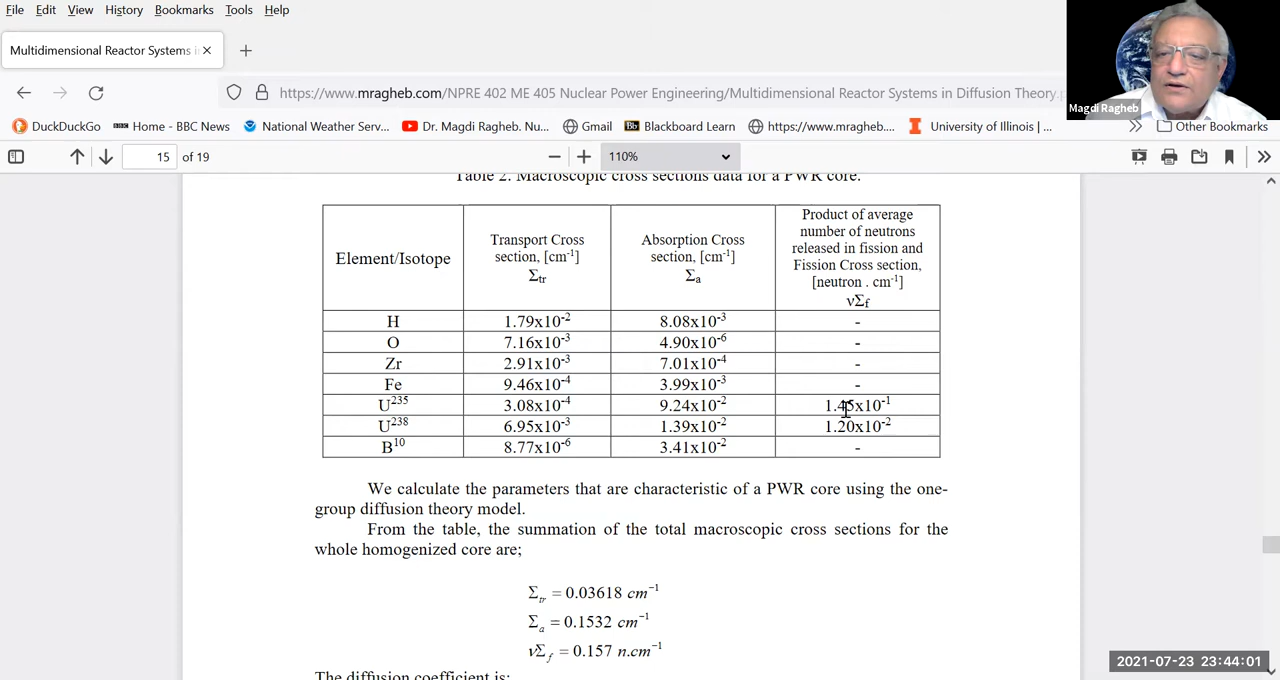 File Edit View History Bookmarks Tools Help
Multidimensional Reactor Systems i
https://www.mragheb.com/NPRE 402 ME 405 Nuclear Power Engineering/Multidimensional Reactor Systems in Diffusion Theory.p
Magdi Ragheb
DuckDuckGo Home - BBC News National Weather Serv... Dr. Magdi Ragheb. Nu... Gmail Blackboard Learn https://www.mragheb.... University of Illinois |... Other Bookmarks
15 of 19 110%
Table 2. Macroscopic cross sections data for a PWR core.
Element/Isotope
Transport Cross
section, [cm⁻¹]
Σtr
Absorption Cross
section, [cm⁻¹]
Σa
Product of average
number of neutrons
released in fission and
Fission Cross section,
[neutron . cm⁻¹]
νΣf
H 1.79x10⁻² 8.08x10⁻³ -
O 7.16x10⁻³ 4.90x10⁻⁶ -
Zr 2.91x10⁻³ 7.01x10⁻⁴ -
Fe 9.46x10⁻⁴ 3.99x10⁻³ -
U²³⁵ 3.08x10⁻⁴ 9.24x10⁻² 1.45x10⁻¹
U²³⁸ 6.95x10⁻³ 1.39x10⁻² 1.20x10⁻²
B¹⁰ 8.77x10⁻⁶ 3.41x10⁻² -
We calculate the parameters that are characteristic of a PWR core using the one-
group diffusion theory model.
From the table, the summation of the total macroscopic cross sections for the
whole homogenized core are;
Σtr = 0.03618 cm⁻¹
Σa = 0.1532 cm⁻¹
νΣf = 0.157 n.cm⁻¹
The diffusion coefficient is:
2021-07-23 23:44:01